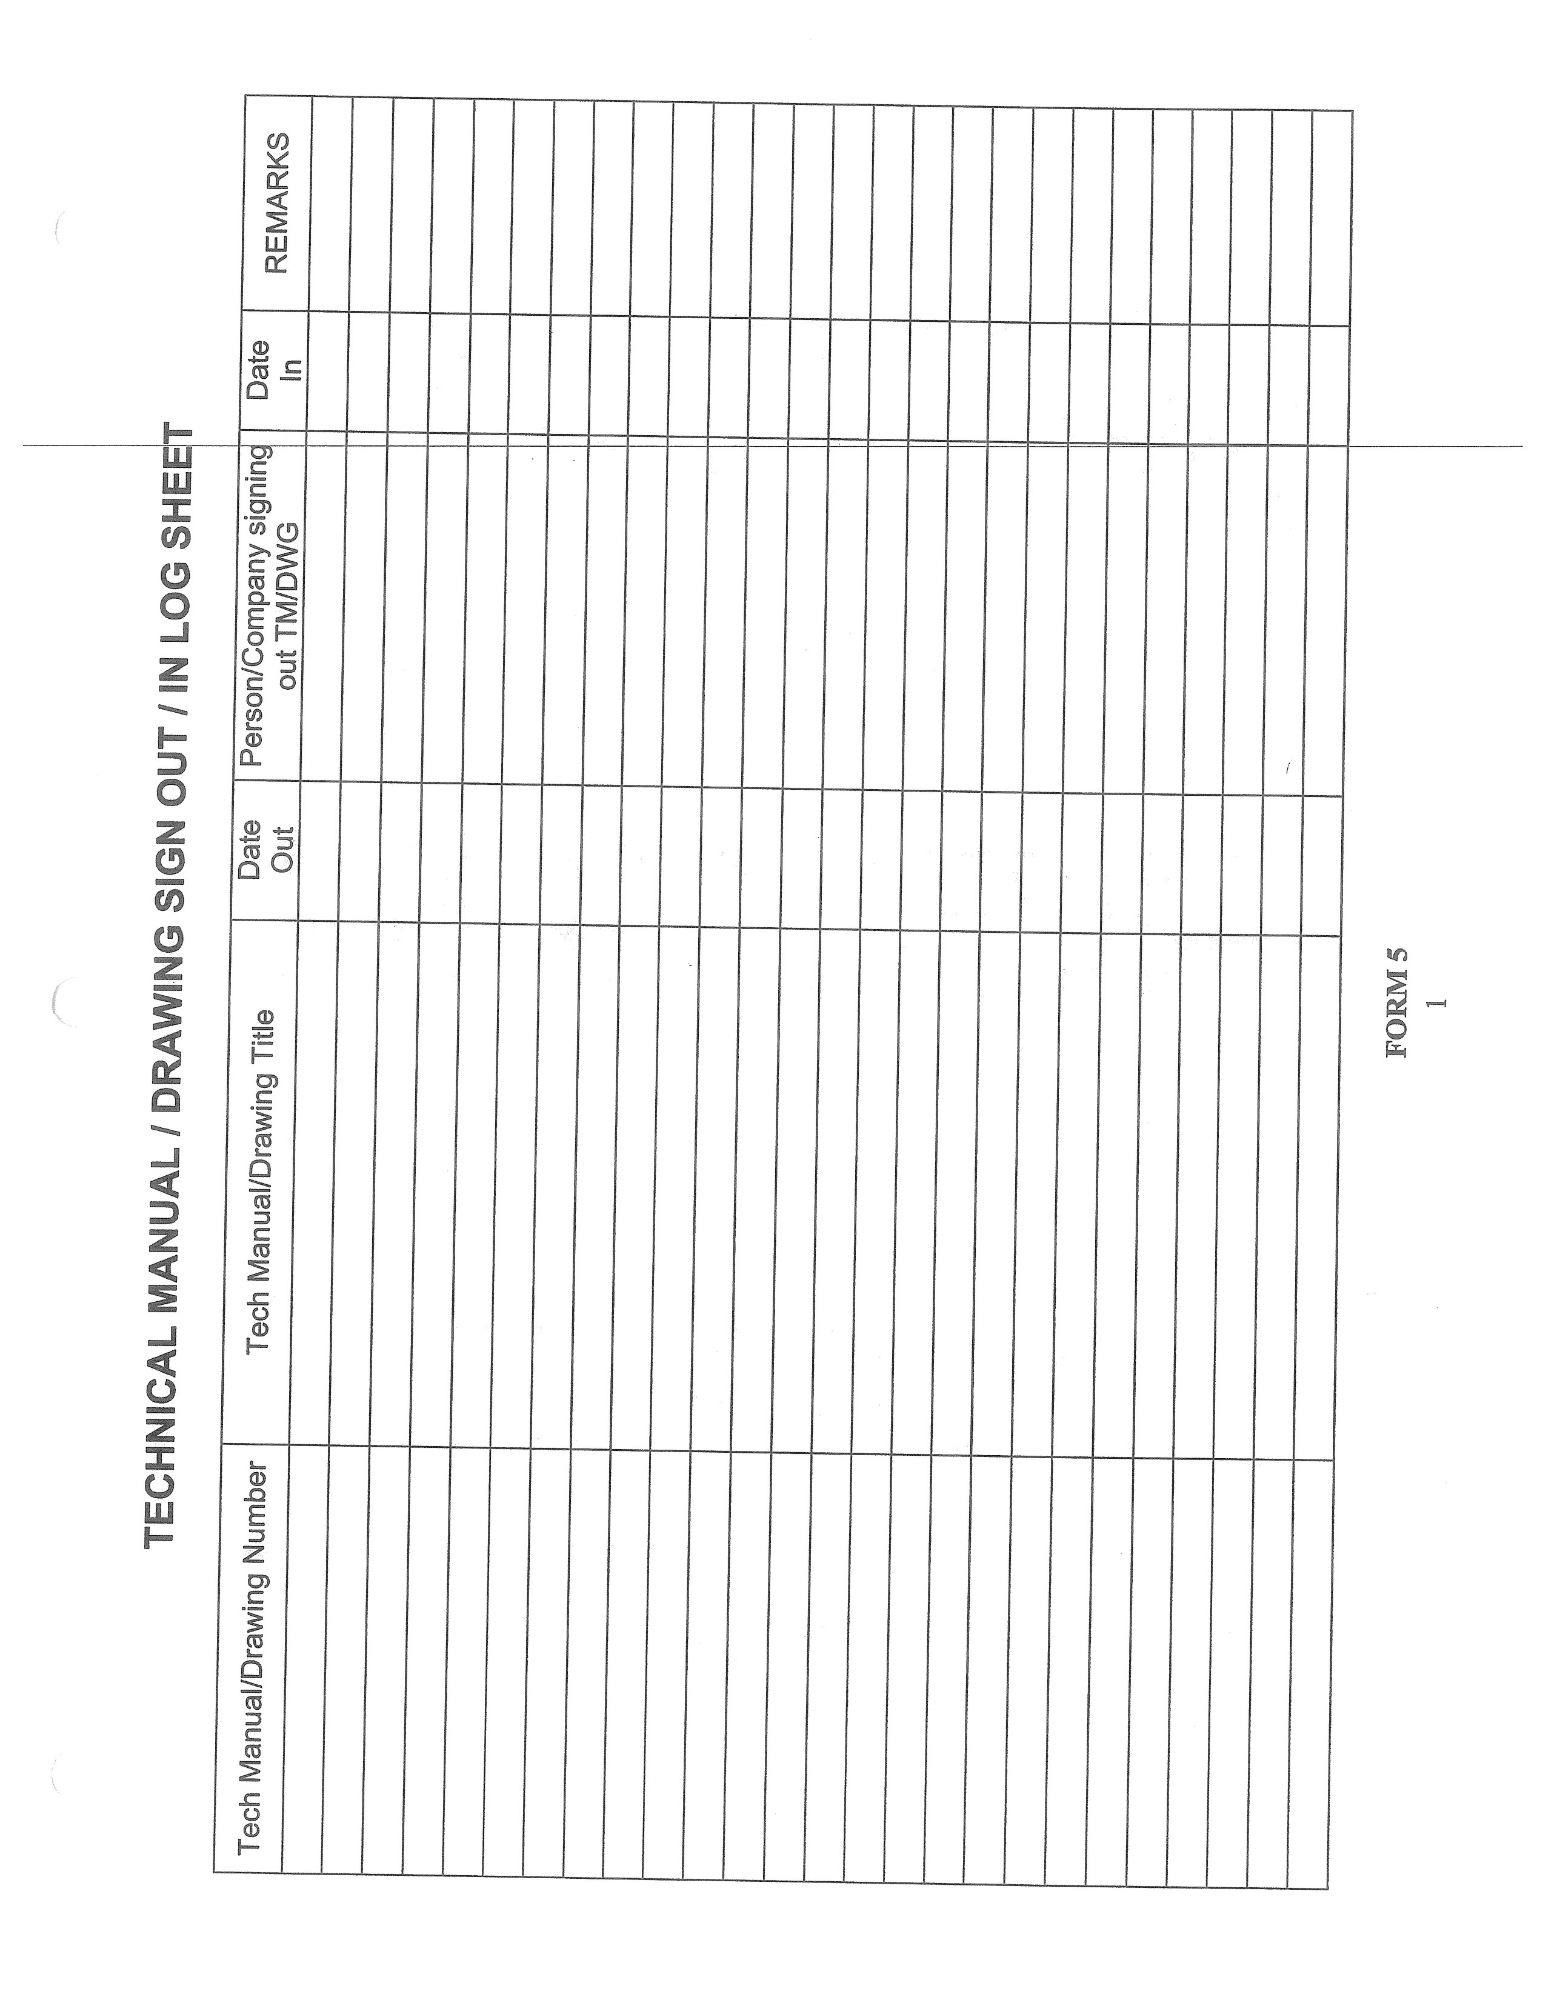 TECHNICAL MANUAL / DRAWING SIGN OUT / IN LOG SHEET
Tech Manual/Drawing Number
Tech Manual/Drawing Title
Date
Out
Person/Company signing
out TM/DWG
Date
In
REMARKS
FORM 5
1